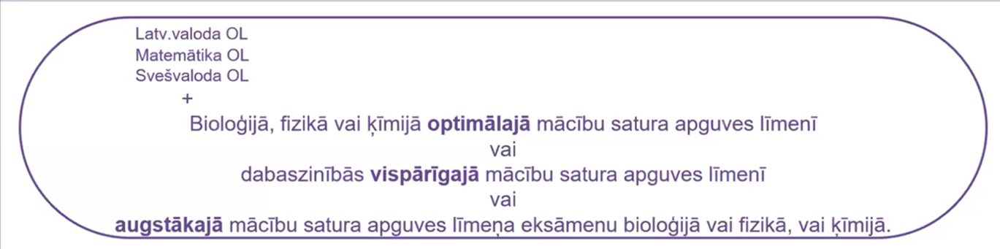 Latv.valoda OL
Matemātika OL
Svešvaloda OL
+
Bioloģijā, fizikā vai ķīmijā optimālajā mācību satura apguves līmenī
vai
dabaszinībās vispārīgajā mācību satura apguves līmenī
vai
augstākajā mācību satura apguves līmeņa eksāmenu bioloģijā vai fizikā, vai ķīmijā.